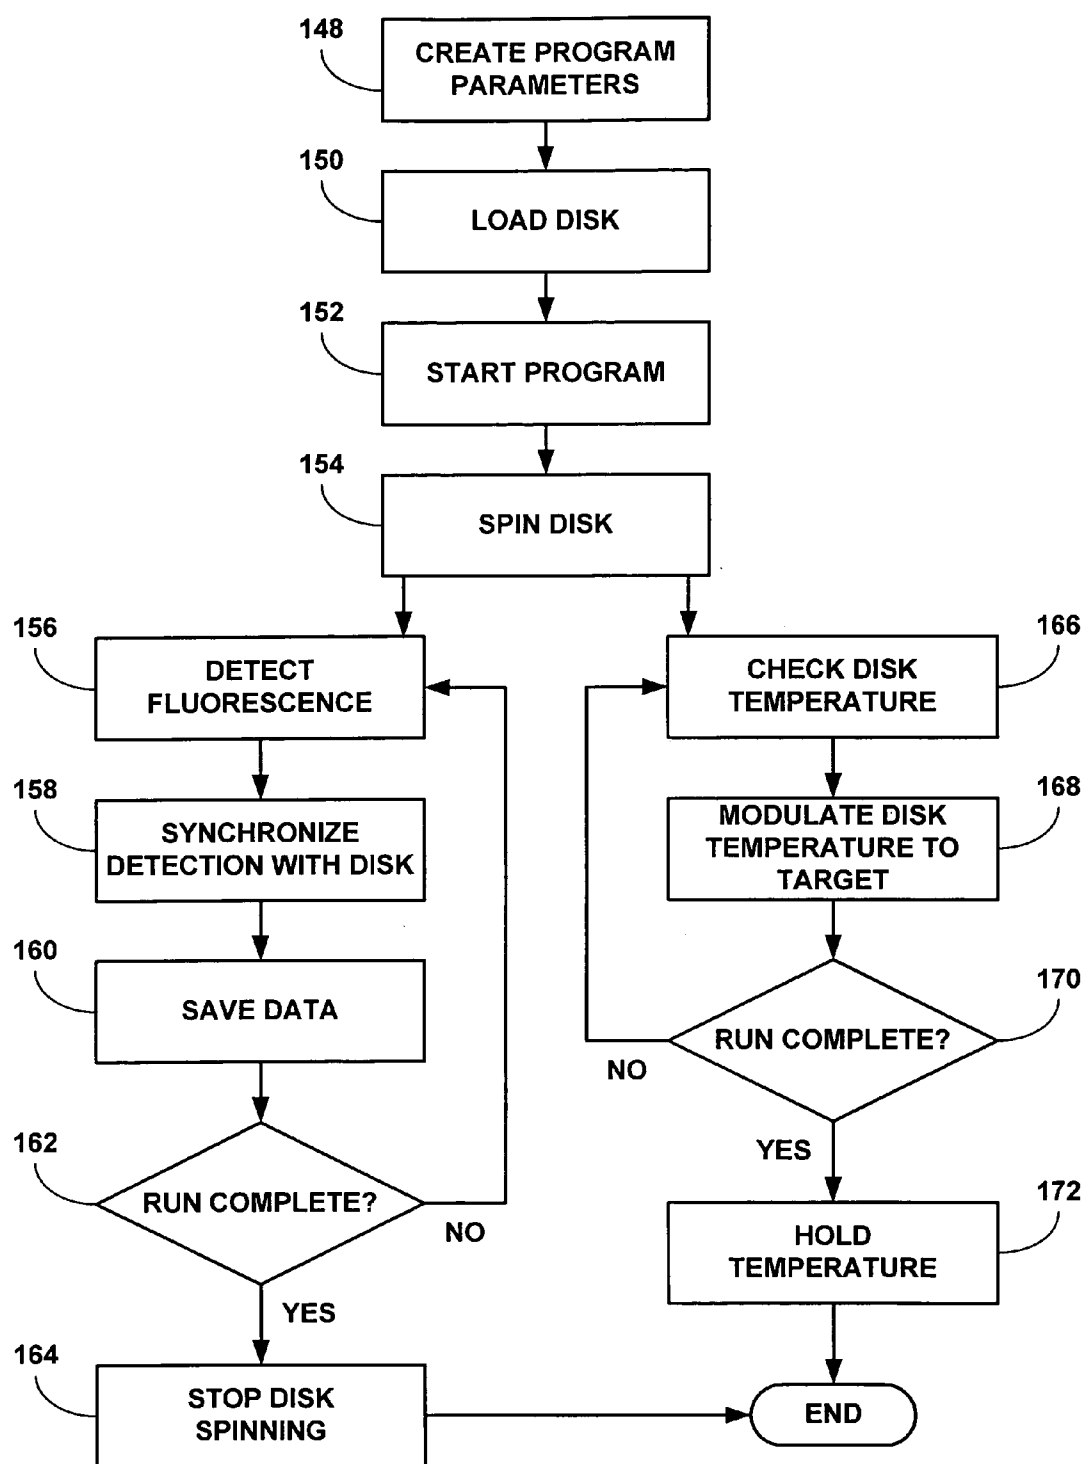 148
CREATE PROGRAM
PARAMETERS
150
LOAD DISK
152
START PROGRAM
154
SPIN DISK
156
DETECT
FLUORESCENCE
158
SYNCHRONIZE
DETECTION WITH DISK
160
SAVE DATA
162
RUN COMPLETE?
NO
YES
164
STOP DISK
SPINNING
166
CHECK DISK
TEMPERATURE
168
MODULATE DISK
TEMPERATURE TO
TARGET
170
RUN COMPLETE?
NO
YES
172
HOLD
TEMPERATURE
END